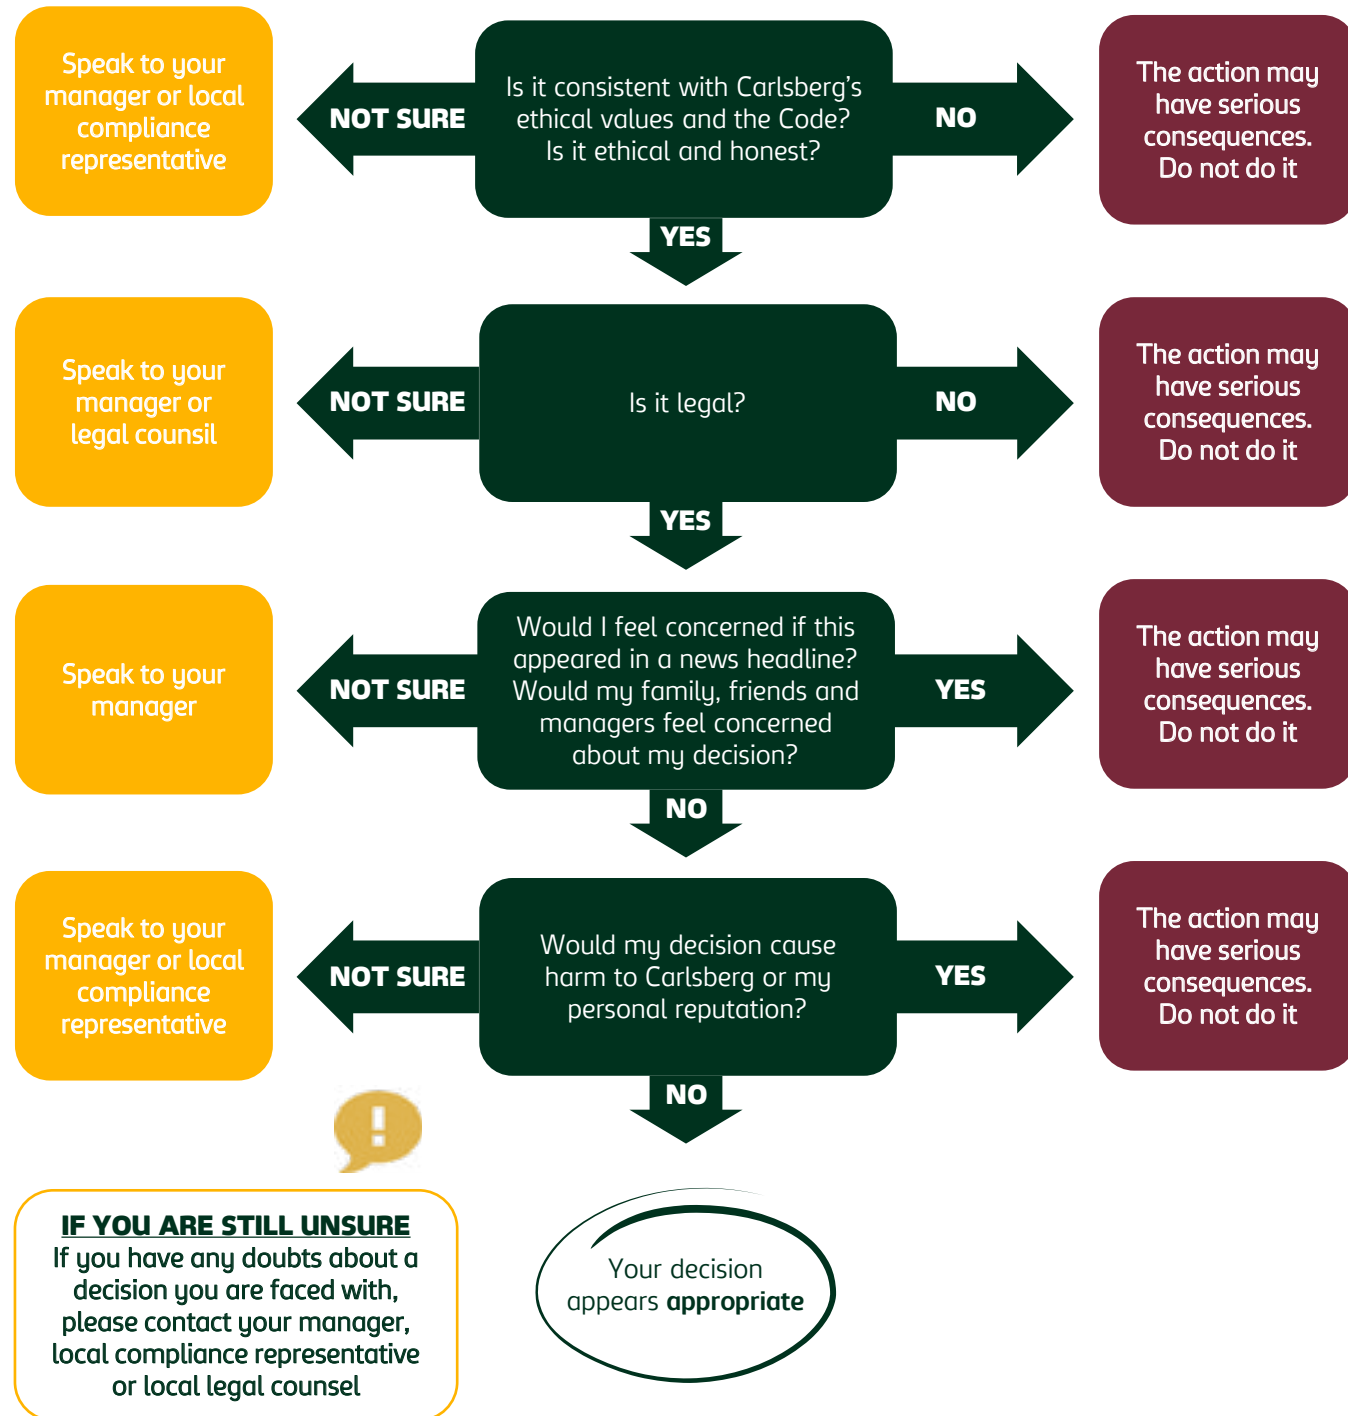 Speak to your
manager or local
compliance
representative
NOT SURE
Is it consistent with Carlsberg's
ethical values and the Code?
Is it ethical and honest?
NO
The action may
have serious
consequences.
Do not do it
YES
Speak to your
manager or
legal counsil
NOT SURE
Is it legal?
NO
The action may
have serious
consequences.
Do not do it
YES
Speak to your
manager
NOT SURE
Would I feel concerned if this
appeared in a news headline?
Would my family, friends and
managers feel concerned
about my decision?
YES
The action may
have serious
consequences.
Do not do it
NO
Speak to your
manager or local
compliance
representative
NOT SURE
Would my decision cause
harm to Carlsberg or my
personal reputation?
YES
The action may
have serious
consequences.
Do not do it
NO
!
IF YOU ARE STILL UNSURE
If you have any doubts about a
decision you are faced with,
please contact your manager,
local compliance representative
or local legal counsel
Your decision
appears appropriate